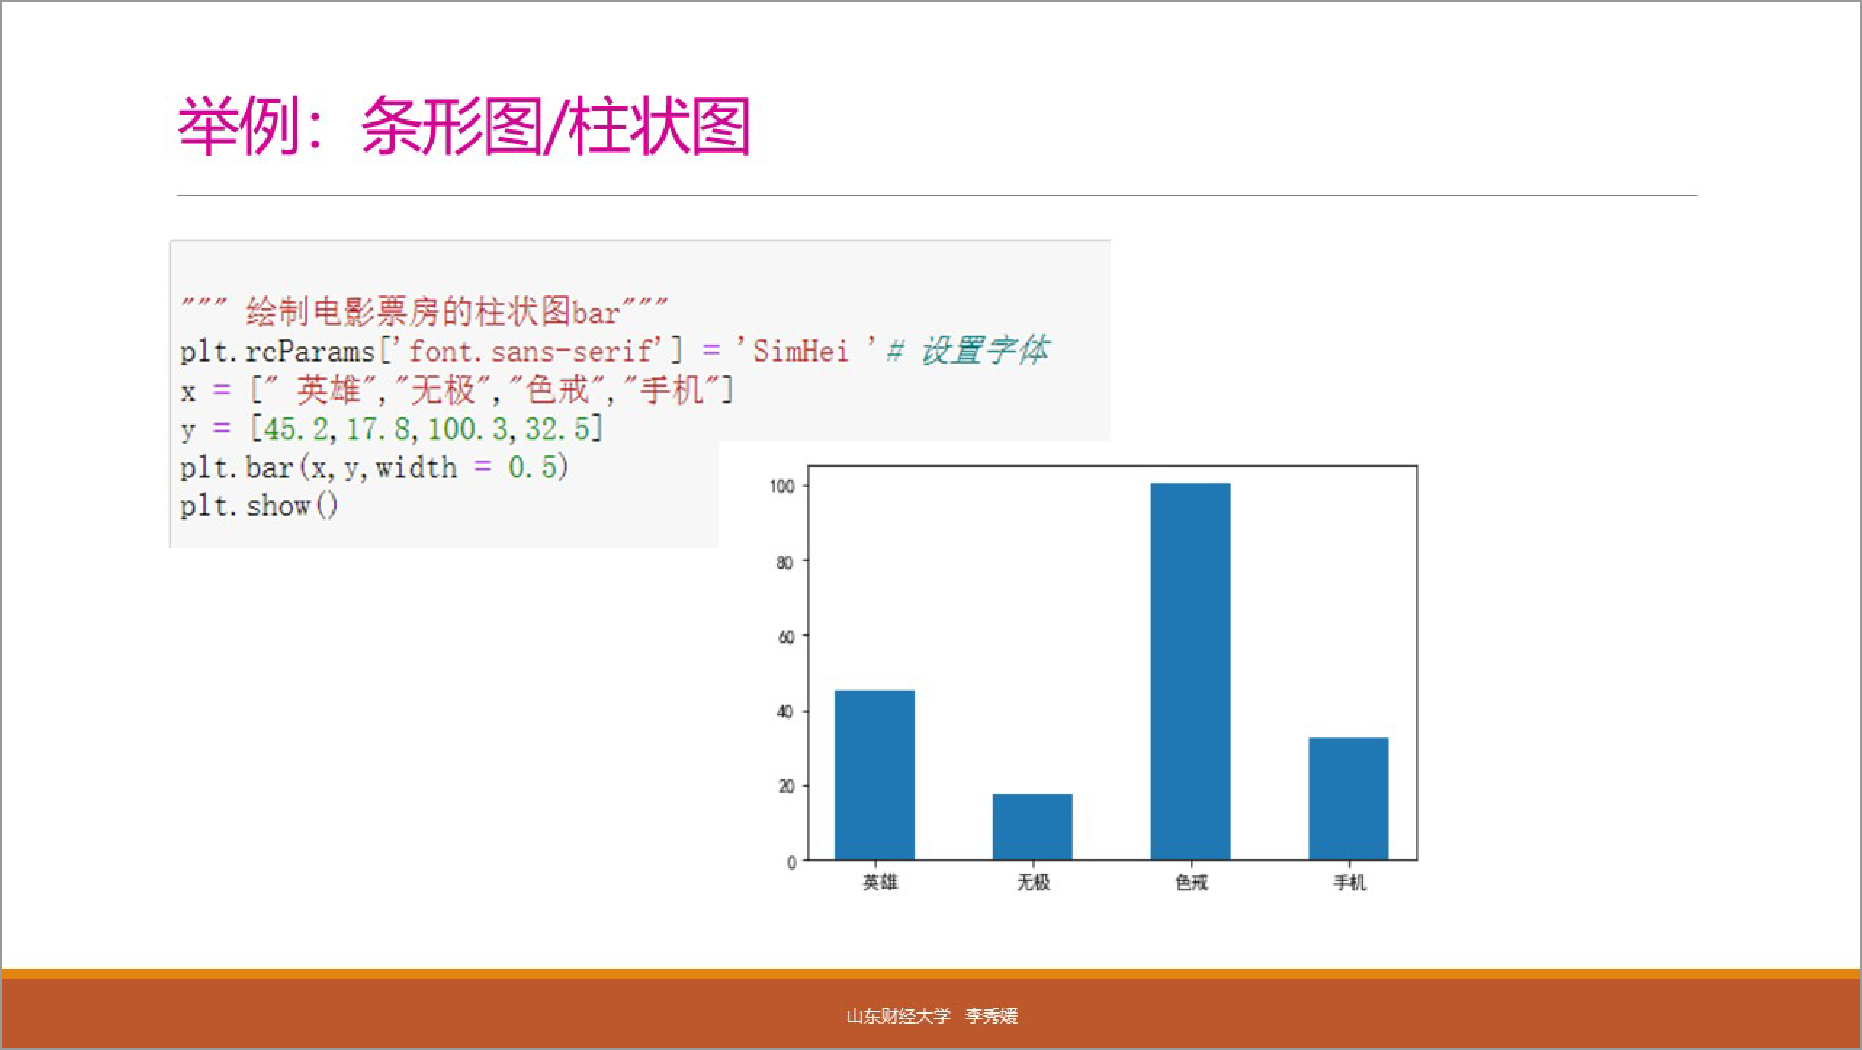 举例：条形图/柱状图
""" 绘制电影票房的柱状图bar"""
plt.rcParams['font.sans-serif'] = 'SimHei '# 设置字体
x = [" 英雄","无极","色戒","手机"]
y = [45.2,17.8,100.3,32.5]
plt.bar(x,y,width = 0.5)
plt.show()
100
80
60
40
20
0
英雄 无极 色戒 手机
山东财经大学 李秀媛